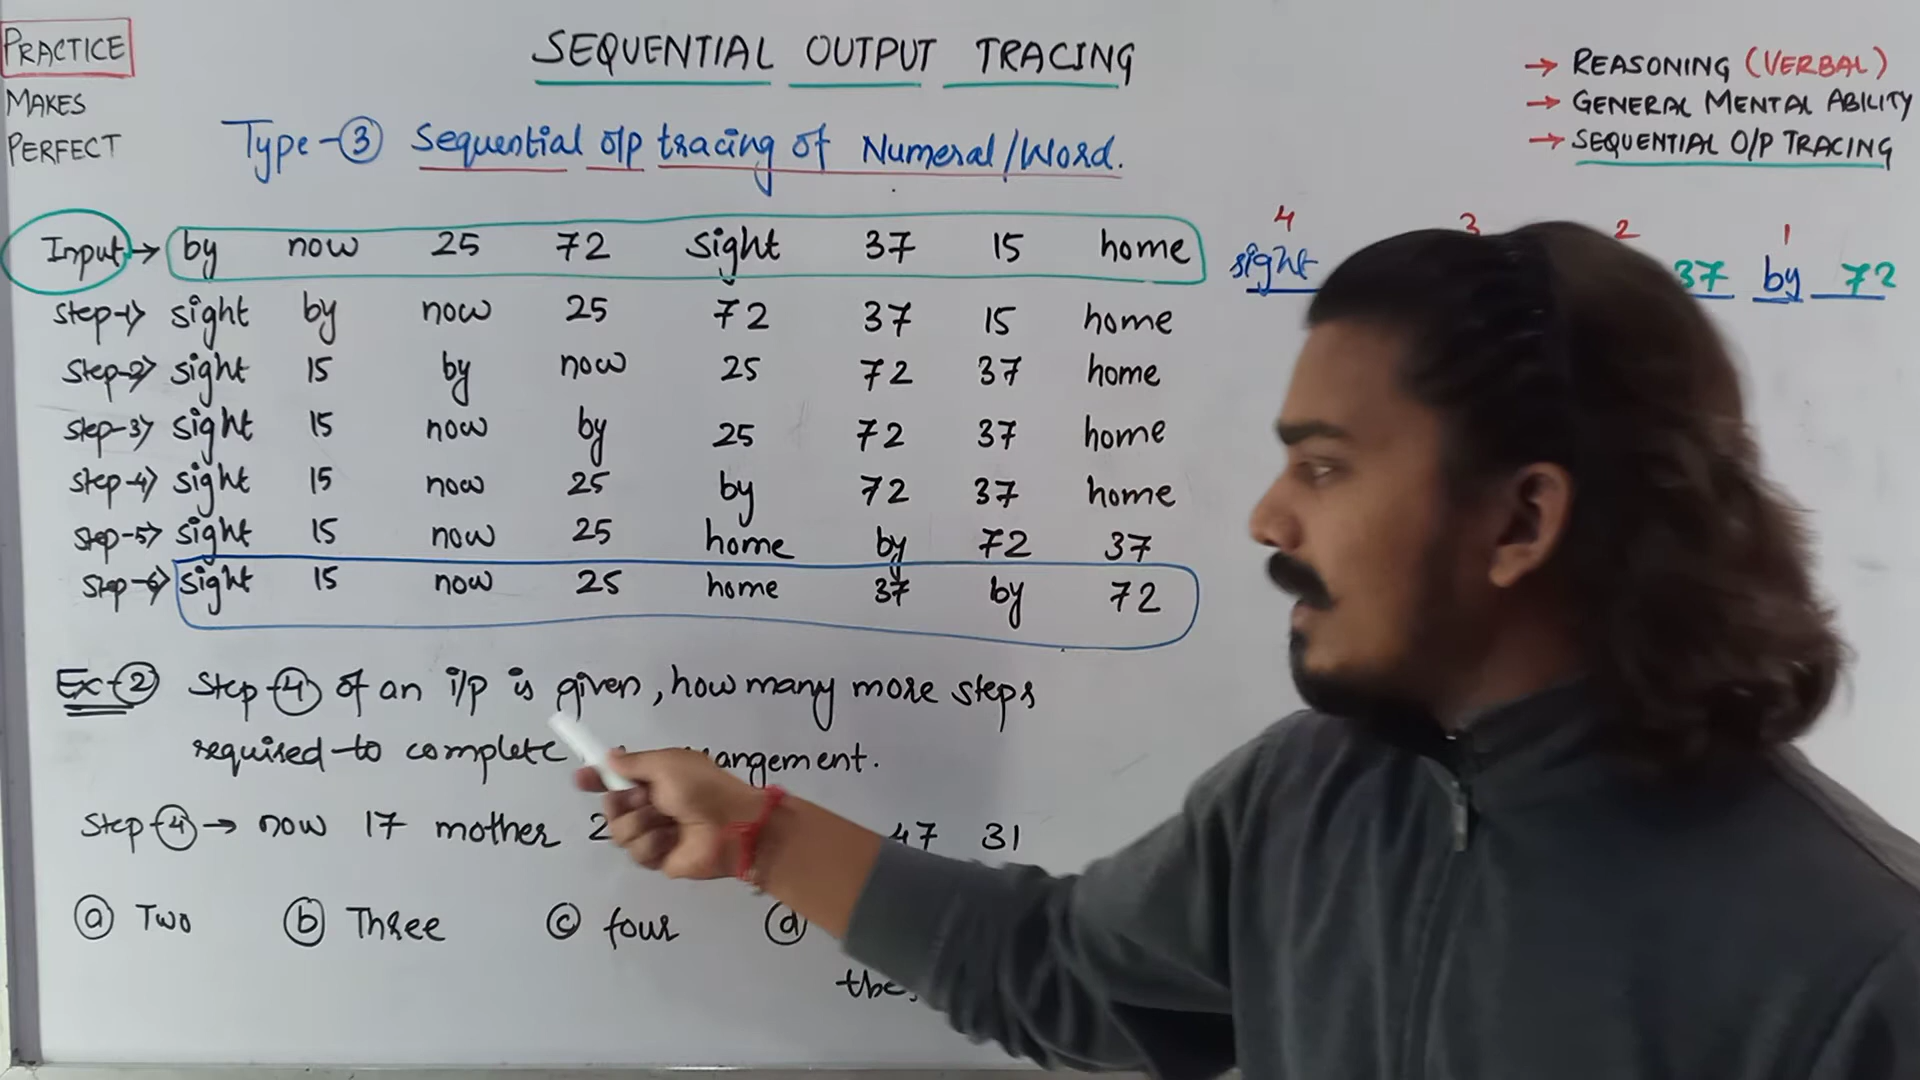 PRACTICE
MAKES
PERFECT
SEQUENTIAL OUTPUT TRACING
→ REASONING (VERBAL)
→ GENERAL MENTAL ABILITY
→ SEQUENTIAL O/P TRACING
Type-③ Sequential o/p tracing of Numeral/Word.
Input → by now 25 72 sight 37 15 home
Step-1> sight by now 25 72 37 15 home
Step-2> sight 15 by now 25 72 37 home
Step-3> sight 15 now by 25 72 37 home
Step-4> sight 15 now 25 by 72 37 home
Step-5> sight 15 now 25 home by 72 37
Step-6> sight 15 now 25 home 37 by 72
4 3 2 1
sight 37 by 72
Ex-② Step-④ of an i/p is given, how many more steps
required to complete angement.
Step-④ → now 17 mother 2 47 31
ⓐ Two ⓑ Three ⓒ four ⓓ